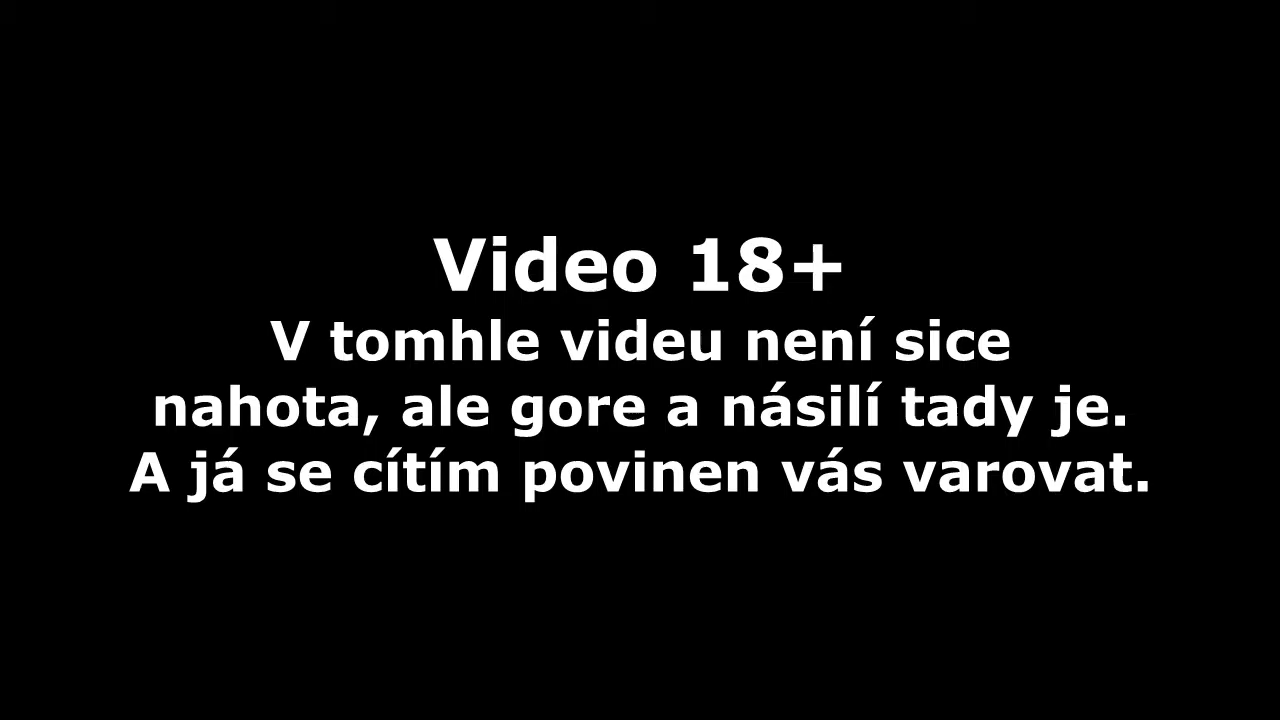 Video 18+
V tomhle videu není sice
nahota, ale gore a násilí tady je.
A já se cítím povinen vás varovat.